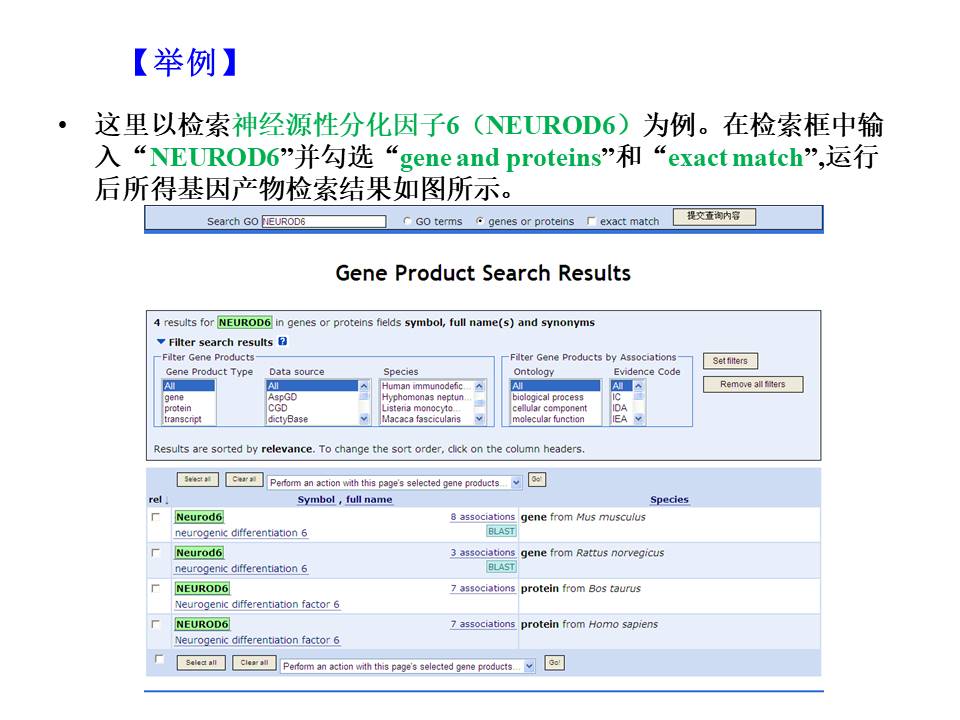 【举例】
• 这里以检索神经源性分化因子6（NEUROD6）为例。在检索框中输
入“NEUROD6”并勾选“gene and proteins”和“exact match”,运行
后所得基因产物检索结果如图所示。
Search GO NEUROD6 GO terms genes or proteins exact match 提交查询内容
Gene Product Search Results
4 results for NEUROD6 in genes or proteins fields symbol, full name(s) and synonyms
Filter search results ?
Filter Gene Products Filter Gene Products by Associations Set filters
Gene Product Type Data source Species Ontology Evidence Code
All All Human immunodefic... All All Remove all filters
gene AspGD Hyphomonas neptun... biological process IC
protein CGD Listeria monocyto... cellular component IDA
transcript dictyBase Macaca fascicularis molecular function IEA
Results are sorted by relevance. To change the sort order, click on the column headers.
Select all Clear all Perform an action with this page's selected gene products... Go!
rel ↓ Symbol , full name Species
Neurod6 8 associations gene from Mus musculus
neurogenic differentiation 6 BLAST
Neurod6 3 associations gene from Rattus norvegicus
neurogenic differentiation 6 BLAST
NEUROD6 7 associations protein from Bos taurus
Neurogenic differentiation factor 6
NEUROD6 7 associations protein from Homo sapiens
Neurogenic differentiation factor 6
Select all Clear all Perform an action with this page's selected gene products... Go!